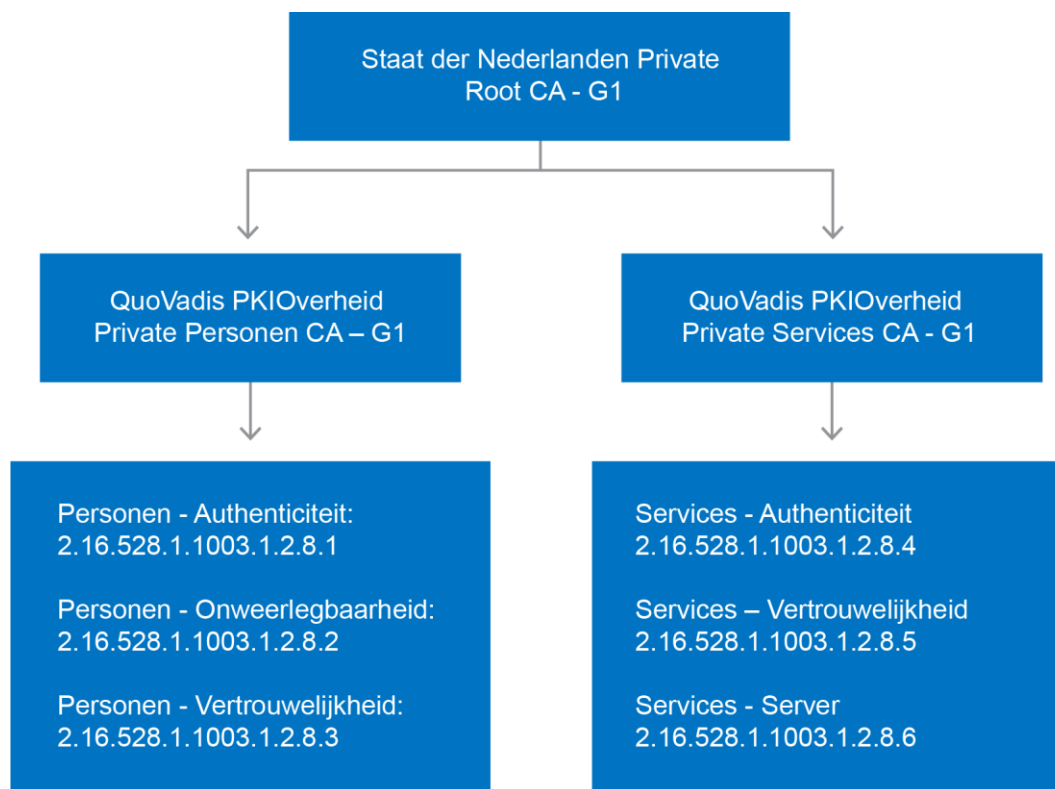 Staat der Nederlanden Private
Root CA - G1
QuoVadis PKIOverheid
Private Personen CA – G1
QuoVadis PKIOverheid
Private Services CA - G1
Personen - Authenticiteit:
2.16.528.1.1003.1.2.8.1
Personen - Onweerlegbaarheid:
2.16.528.1.1003.1.2.8.2
Personen - Vertrouwelijkheid:
2.16.528.1.1003.1.2.8.3
Services - Authenticiteit
2.16.528.1.1003.1.2.8.4
Services – Vertrouwelijkheid
2.16.528.1.1003.1.2.8.5
Services - Server
2.16.528.1.1003.1.2.8.6